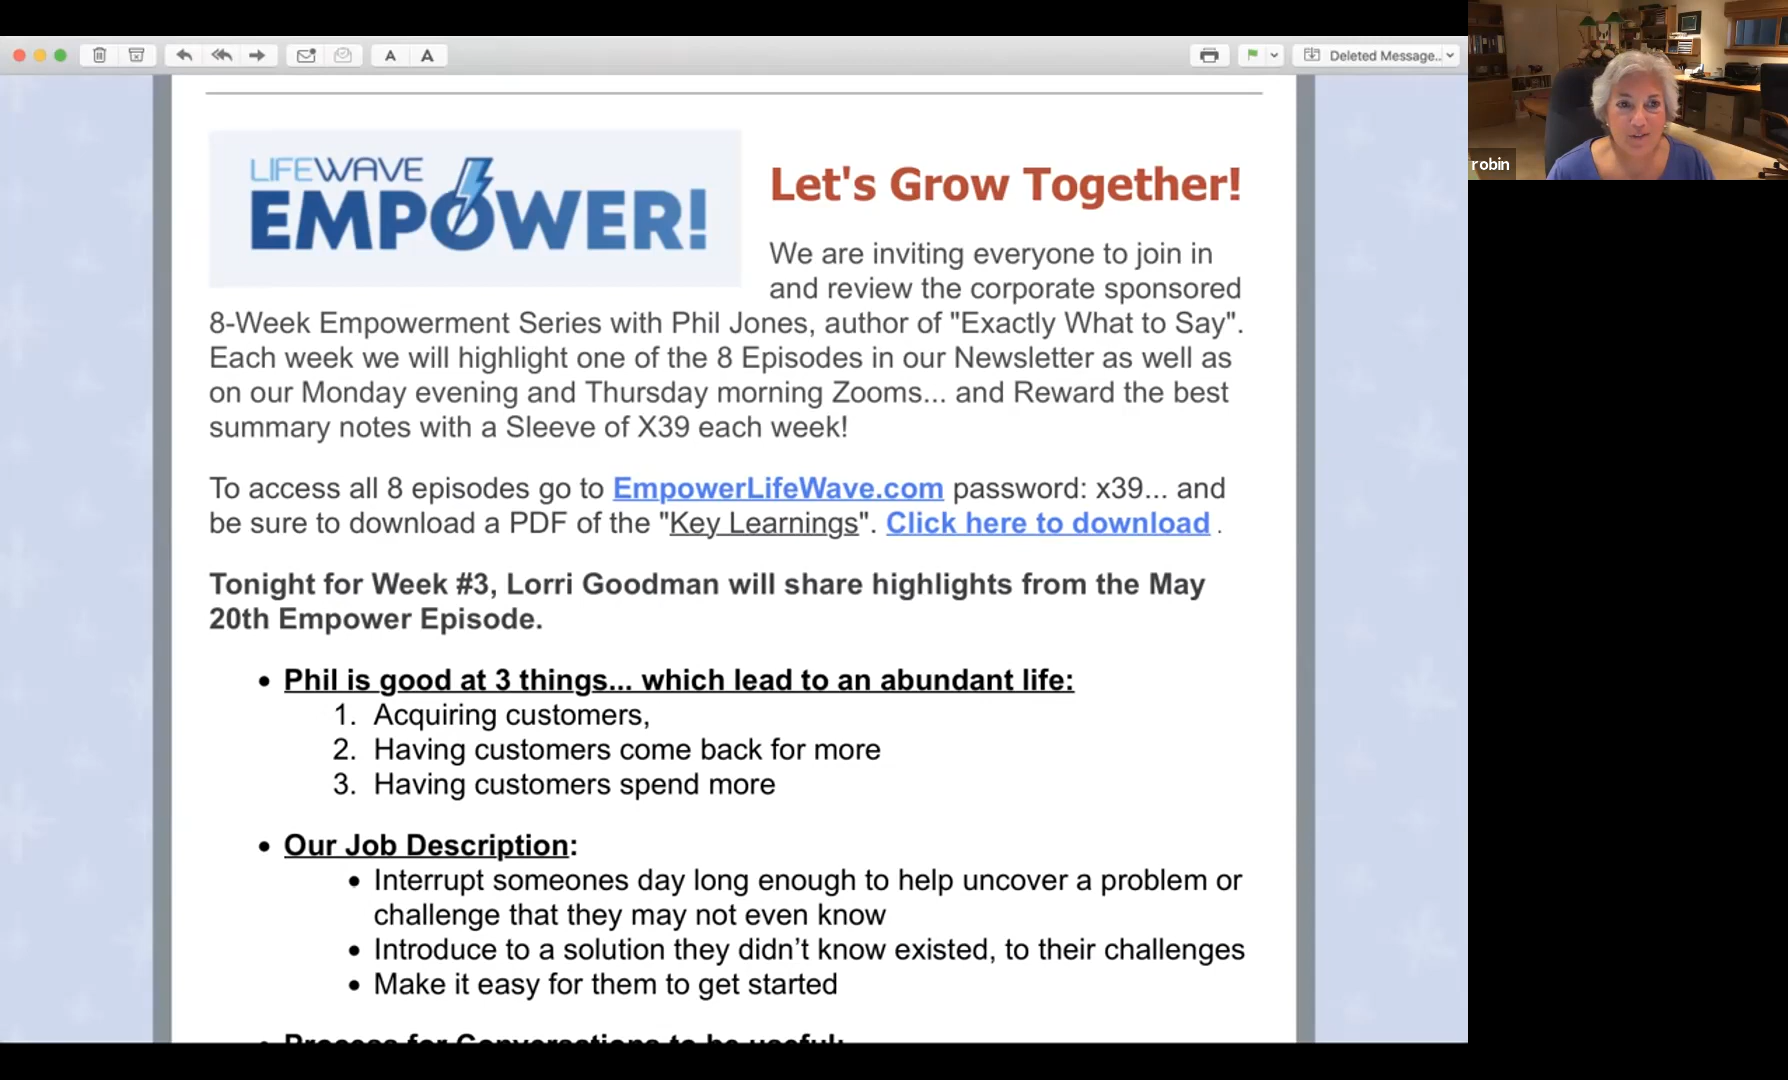 A A
Deleted Message...
robin
LIFEWAVE
EMPOWER!
Let's Grow Together!
We are inviting everyone to join in
and review the corporate sponsored
8-Week Empowerment Series with Phil Jones, author of "Exactly What to Say".
Each week we will highlight one of the 8 Episodes in our Newsletter as well as
on our Monday evening and Thursday morning Zooms... and Reward the best
summary notes with a Sleeve of X39 each week!
To access all 8 episodes go to EmpowerLifeWave.com password: x39... and
be sure to download a PDF of the "Key Learnings". Click here to download .
Tonight for Week #3, Lorri Goodman will share highlights from the May
20th Empower Episode.
• Phil is good at 3 things... which lead to an abundant life:
1. Acquiring customers,
2. Having customers come back for more
3. Having customers spend more
• Our Job Description:
• Interrupt someones day long enough to help uncover a problem or
challenge that they may not even know
• Introduce to a solution they didn’t know existed, to their challenges
• Make it easy for them to get started
• Process for Conversations to be useful: